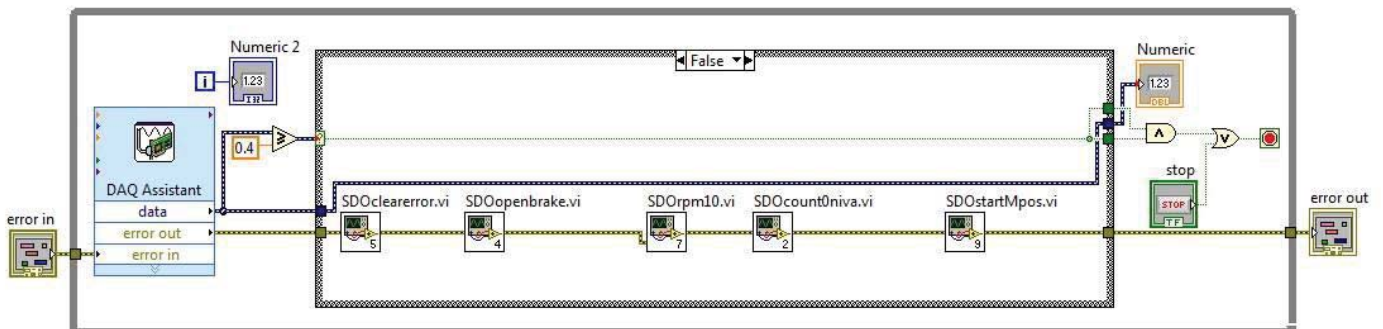 False
Numeric 2
Numeric
i
1.23
I32
1.23
DBL
0.4
?
DAQ Assistant
stop
data
SDOclearerror.vi
SDOopenbrake.vi
SDOrpm10.vi
SDOcount0niva.vi
SDOstartMpos.vi
STOP
TF
error in
error out
error out
error in
5
4
7
2
9